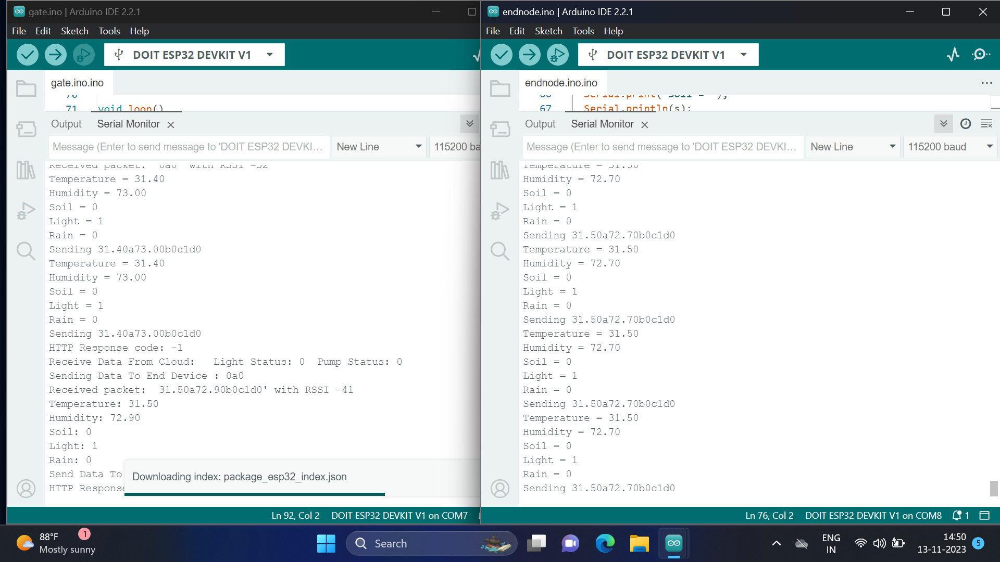 gate.ino | Arduino IDE 2.2.1
File Edit Sketch Tools Help
DOIT ESP32 DEVKIT V1
gate.ino.ino
71 void loop()
Output Serial Monitor
Message (Enter to send message to 'DOIT ESP32 DEVKI... New Line 115200 ba
Received packet: 0a0 with RSSI -52
Temperature = 31.40
Humidity = 73.00
Soil = 0
Light = 1
Rain = 0
Sending 31.40a73.00b0c1d0
Temperature = 31.40
Humidity = 73.00
Soil = 0
Light = 1
Rain = 0
Sending 31.40a73.00b0c1d0
HTTP Response code: -1
Receive Data From Cloud: Light Status: 0 Pump Status: 0
Sending Data To End Device : 0a0
Received packet: 31.50a72.90b0c1d0' with RSSI -41
Temperature: 31.50
Humidity: 72.90
Soil: 0
Light: 1
Rain: 0
Send Data To
HTTP Response
Downloading index: package_esp32_index.json
Ln 92, Col 2 DOIT ESP32 DEVKIT V1 on COM7
endnode.ino | Arduino IDE 2.2.1
File Edit Sketch Tools Help
DOIT ESP32 DEVKIT V1
endnode.ino.ino
66 Serial.print("Soil = ");
67 Serial.println(s);
Output Serial Monitor
Message (Enter to send message to 'DOIT ESP32 DEVKI... New Line 115200 baud
Temperature = 31.50
Humidity = 72.70
Soil = 0
Light = 1
Rain = 0
Sending 31.50a72.70b0c1d0
Temperature = 31.50
Humidity = 72.70
Soil = 0
Light = 1
Rain = 0
Sending 31.50a72.70b0c1d0
Temperature = 31.50
Humidity = 72.70
Soil = 0
Light = 1
Rain = 0
Sending 31.50a72.70b0c1d0
Temperature = 31.50
Humidity = 72.70
Soil = 0
Light = 1
Rain = 0
Sending 31.50a72.70b0c1d0
Ln 76, Col 2 DOIT ESP32 DEVKIT V1 on COM8 1
88°F 1
Mostly sunny
Search
ENG
IN
14:50
13-11-2023
5